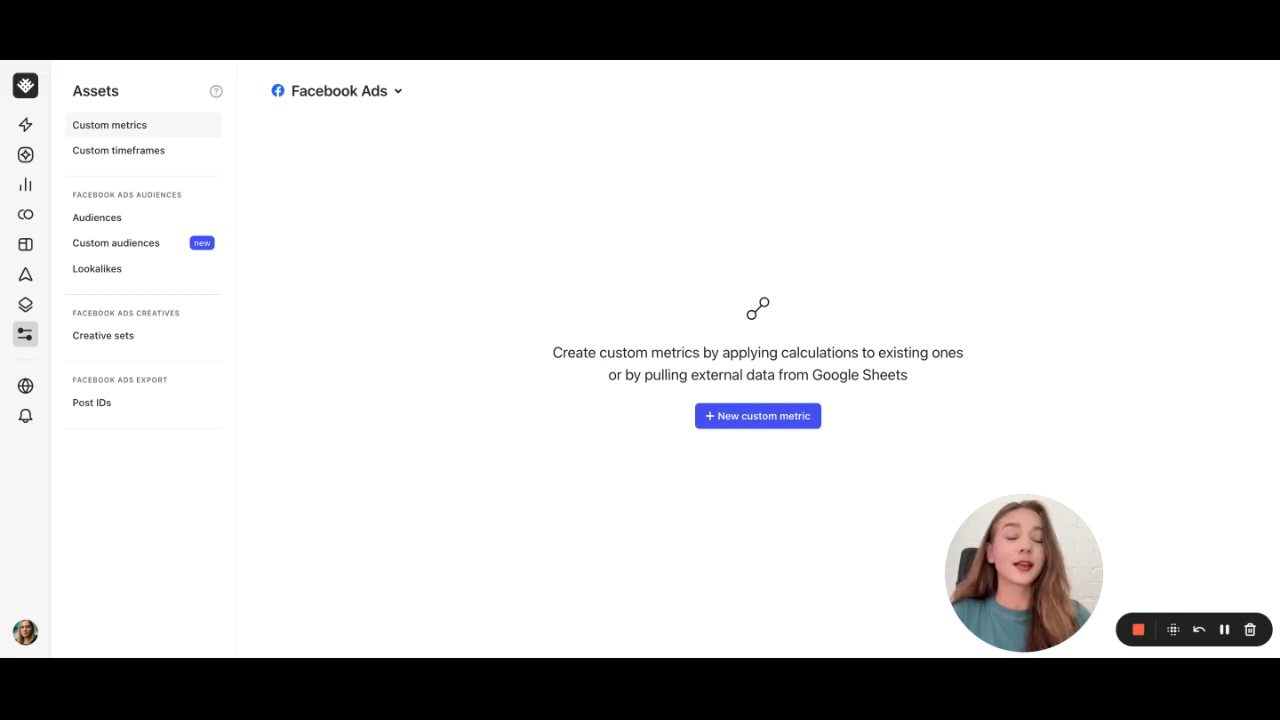 Assets
Custom metrics
Custom timeframes
FACEBOOK ADS AUDIENCES
Audiences
Custom audiences new
Lookalikes
FACEBOOK ADS CREATIVES
Creative sets
FACEBOOK ADS EXPORT
Post IDs
Facebook Ads
Create custom metrics by applying calculations to existing ones
or by pulling external data from Google Sheets
+ New custom metric